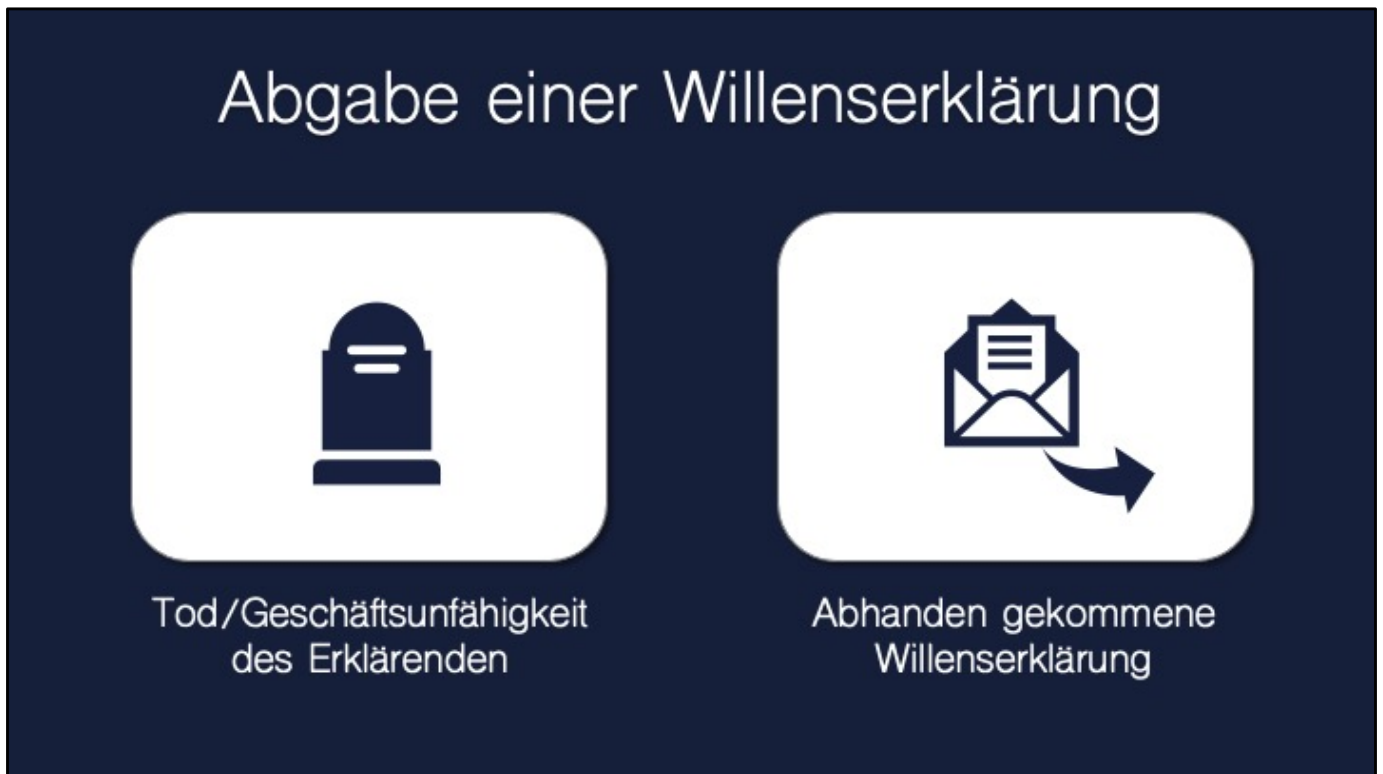 Abgabe einer Willenserklärung
Tod/Geschäftsunfähigkeit
des Erklärenden
Abhanden gekommene
Willenserklärung